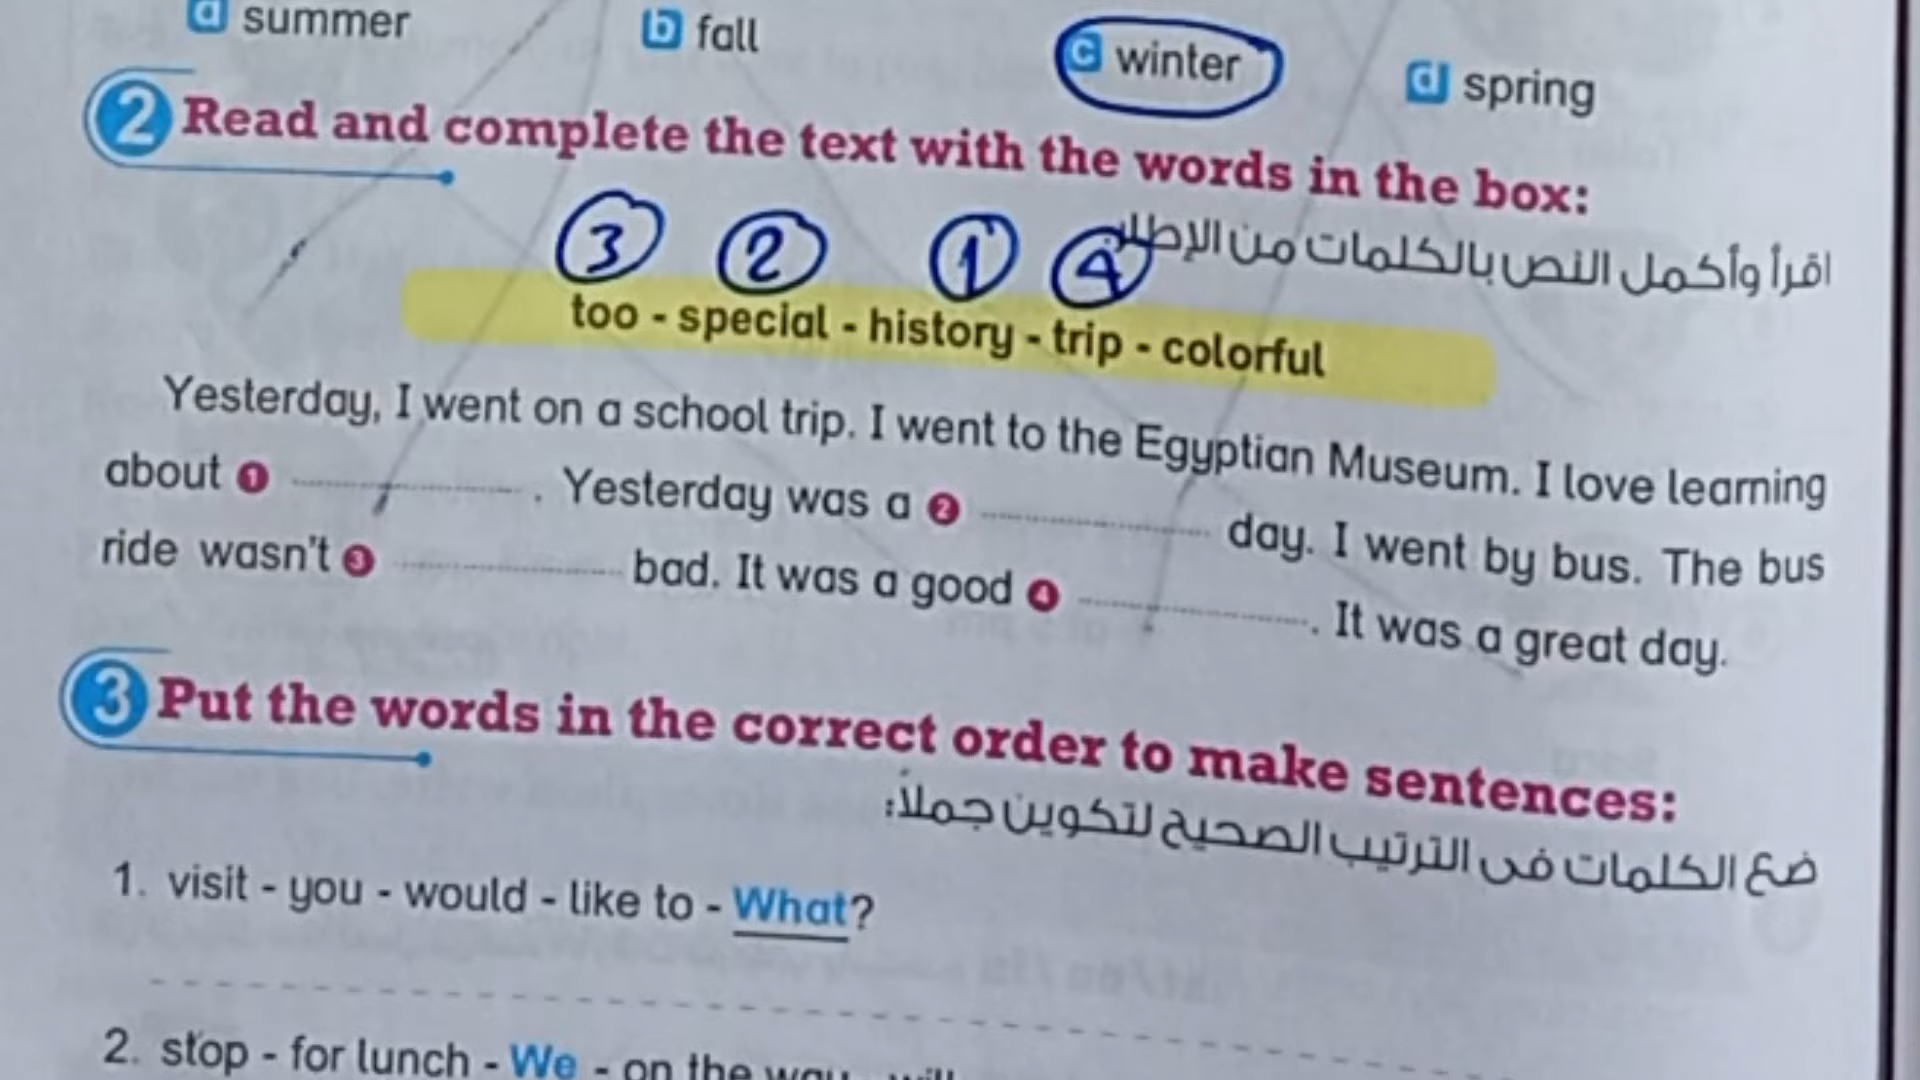 a summer b fall c winter d spring
2 Read and complete the text with the words in the box:
اقرأ وأكمل النص بالكلمات من الإطار
3 2 1 4
too - special - history - trip - colorful
Yesterday, I went on a school trip. I went to the Egyptian Museum. I love learning
about 1 .................... . Yesterday was a 2 .................... day. I went by bus. The bus
ride wasn't 3 .................... bad. It was a good 4 .................... . It was a great day.
3 Put the words in the correct order to make sentences:
ضع الكلمات فى الترتيب الصحيح لتكوين جملاً:
1. visit - you - would - like to - What?
2. stop - for lunch - We - on the way - will